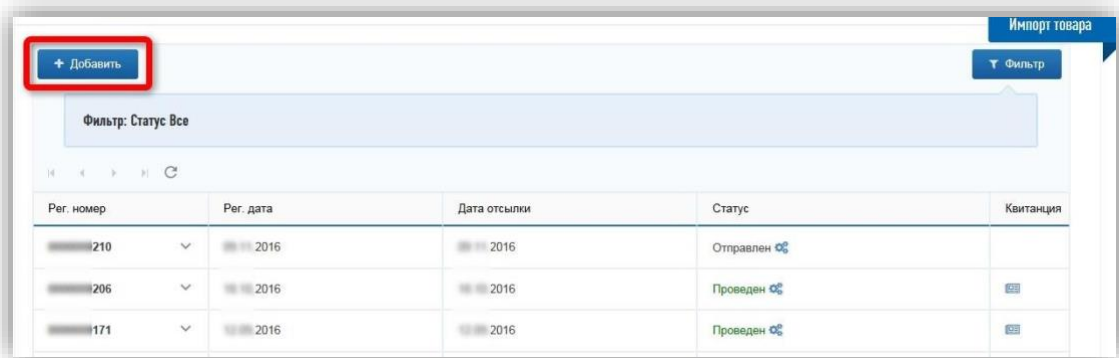 Импорт товара
+ Добавить
Фильтр
Фильтр: Статус Все
Рег. номер Рег. дата Дата отсылки Статус Квитанция
210 2016 2016 Отправлен
206 2016 2016 Проведен
171 2016 2016 Проведен